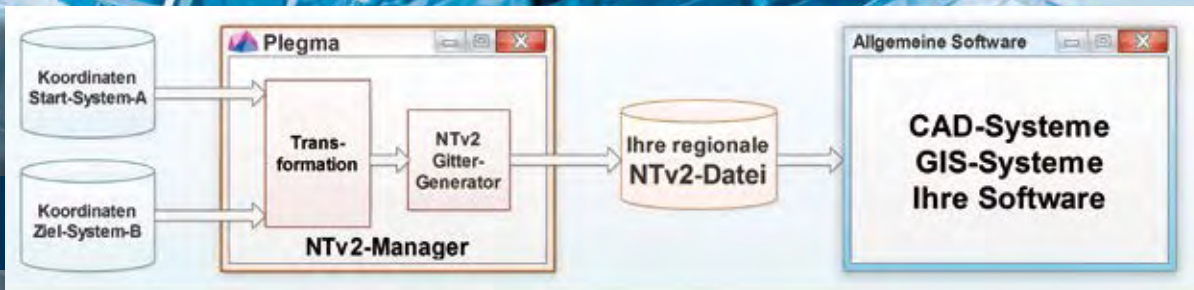 Koordinaten
Start-System-A
Koordinaten
Ziel-System-B
Plegma
Trans-
formation
NTv2
Gitter-
Generator
NTv2-Manager
Ihre regionale
NTv2-Datei
Allgemeine Software
CAD-Systeme
GIS-Systeme
Ihre Software